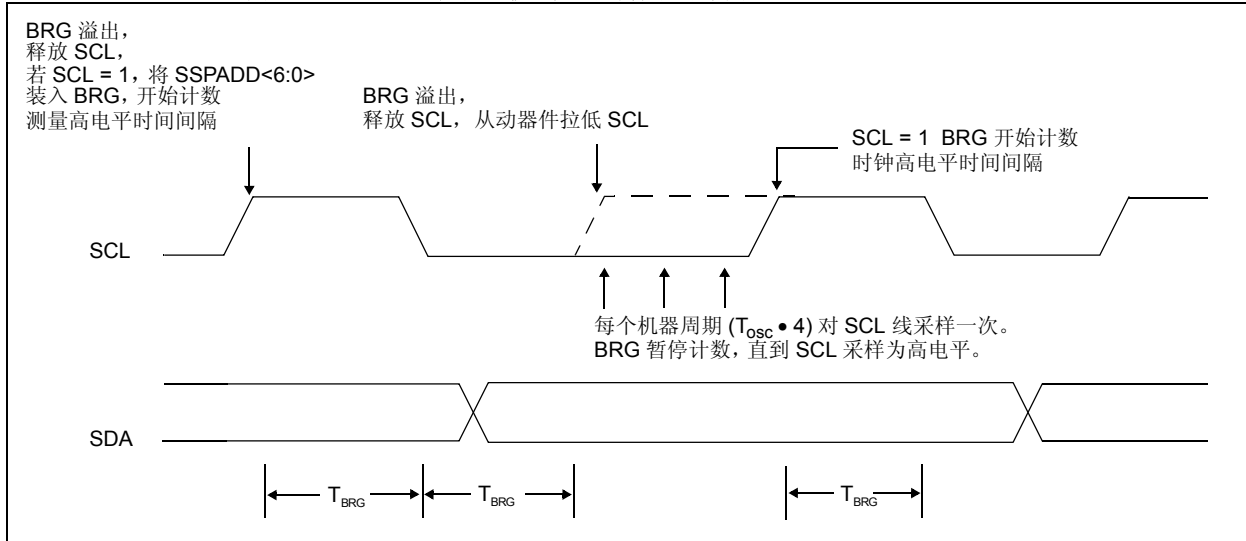 BRG 溢出，
释放 SCL，
若 SCL = 1，将 SSPADD<6:0>
装入 BRG，开始计数
测量高电平时间间隔
BRG 溢出，
释放 SCL，从动器件拉低 SCL
SCL = 1 BRG 开始计数
时钟高电平时间间隔
SCL
每个机器周期 (Tosc • 4) 对 SCL 线采样一次。
BRG 暂停计数，直到 SCL 采样为高电平。
SDA
TBRG
TBRG
TBRG